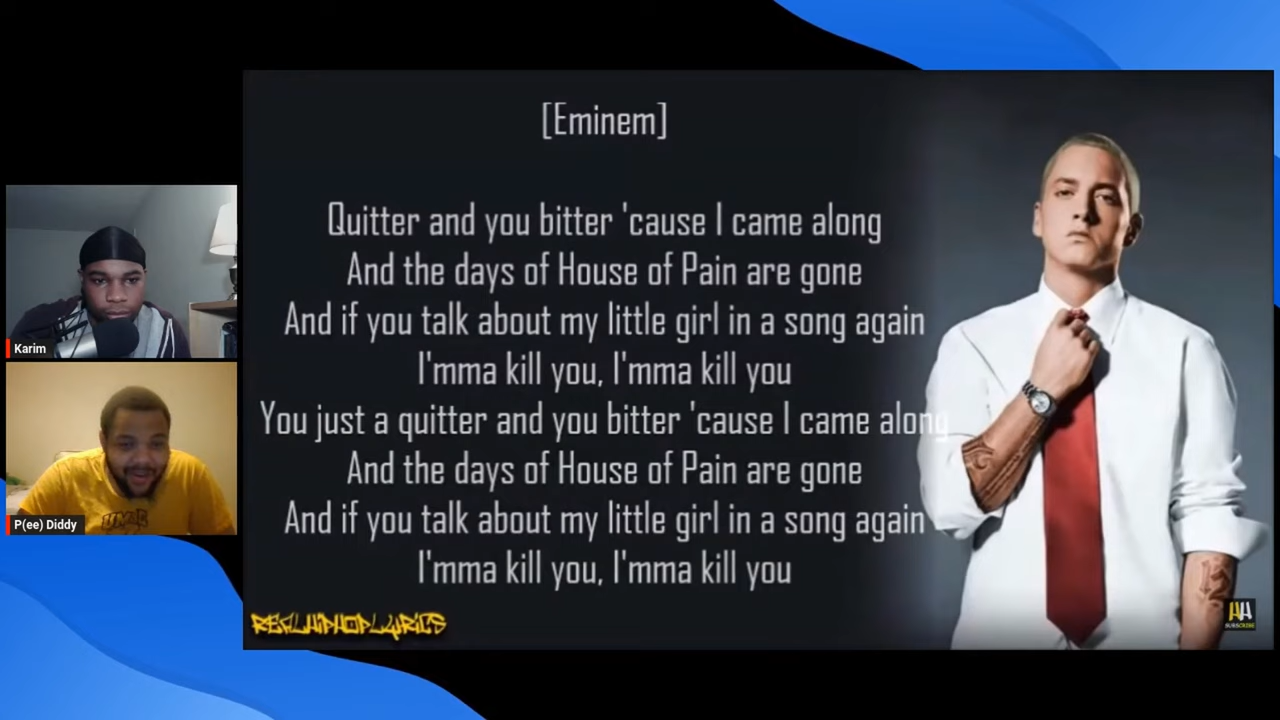 [Eminem]
Quitter and you bitter 'cause I came along
And the days of House of Pain are gone
And if you talk about my little girl in a song again
I'mma kill you, I'mma kill you
You just a quitter and you bitter 'cause I came along
And the days of House of Pain are gone
And if you talk about my little girl in a song again
I'mma kill you, I'mma kill you
REALHIPHOPLYRICS
SUBSCRIBE
Karim
P(ee) Diddy